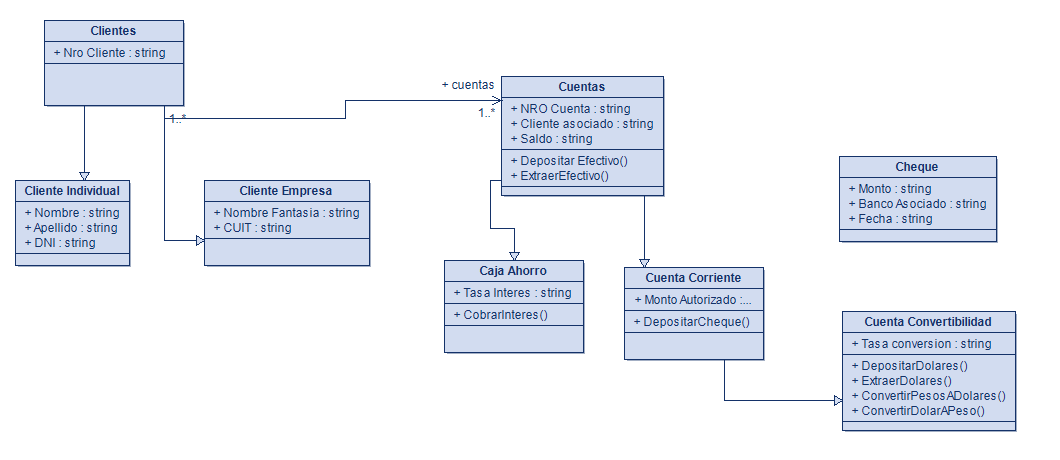 Clientes
+ Nro Cliente : string
+ cuentas
1..*
1..*
Cuentas
+ NRO Cuenta : string
+ Cliente asociado : string
+ Saldo : string
+ Depositar Efectivo()
+ ExtraerEfectivo()
Cliente Individual
+ Nombre : string
+ Apellido : string
+ DNI : string
Cliente Empresa
+ Nombre Fantasia : string
+ CUIT : string
Cheque
+ Monto : string
+ Banco Asociado : string
+ Fecha : string
Caja Ahorro
+ Tasa Interes : string
+ CobrarInteres()
Cuenta Corriente
+ Monto Autorizado :...
+ DepositarCheque()
Cuenta Convertibilidad
+ Tasa conversion : string
+ DepositarDolares()
+ ExtraerDolares()
+ ConvertirPesosADolares()
+ ConvertirDolarAPeso()